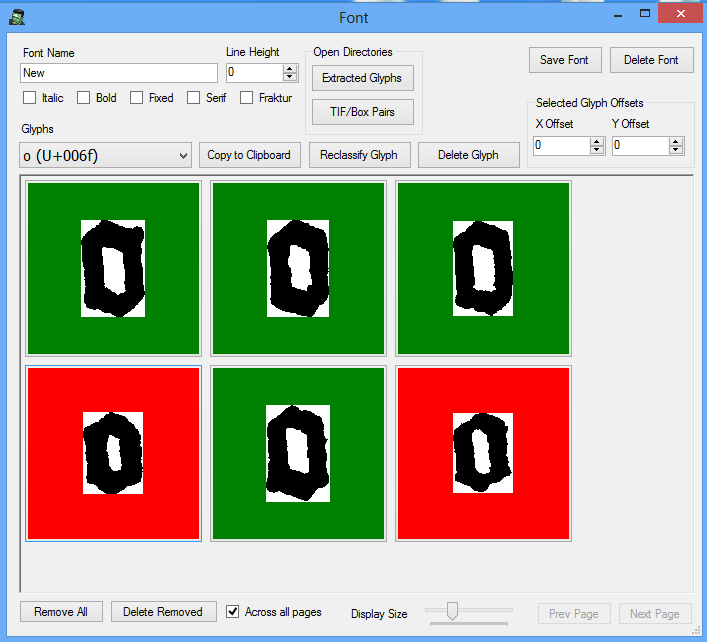 Font
Font Name
Line Height
Open Directories
Save Font
Delete Font
New
0
Extracted Glyphs
Italic
Bold
Fixed
Serif
Fraktur
TIF/Box Pairs
Selected Glyph Offsets
X Offset
Y Offset
0
0
Glyphs
o (U+006f)
Copy to Clipboard
Reclassify Glyph
Delete Glyph
o o o
o o o
Remove All
Delete Removed
Across all pages
Display Size
Prev Page
Next Page